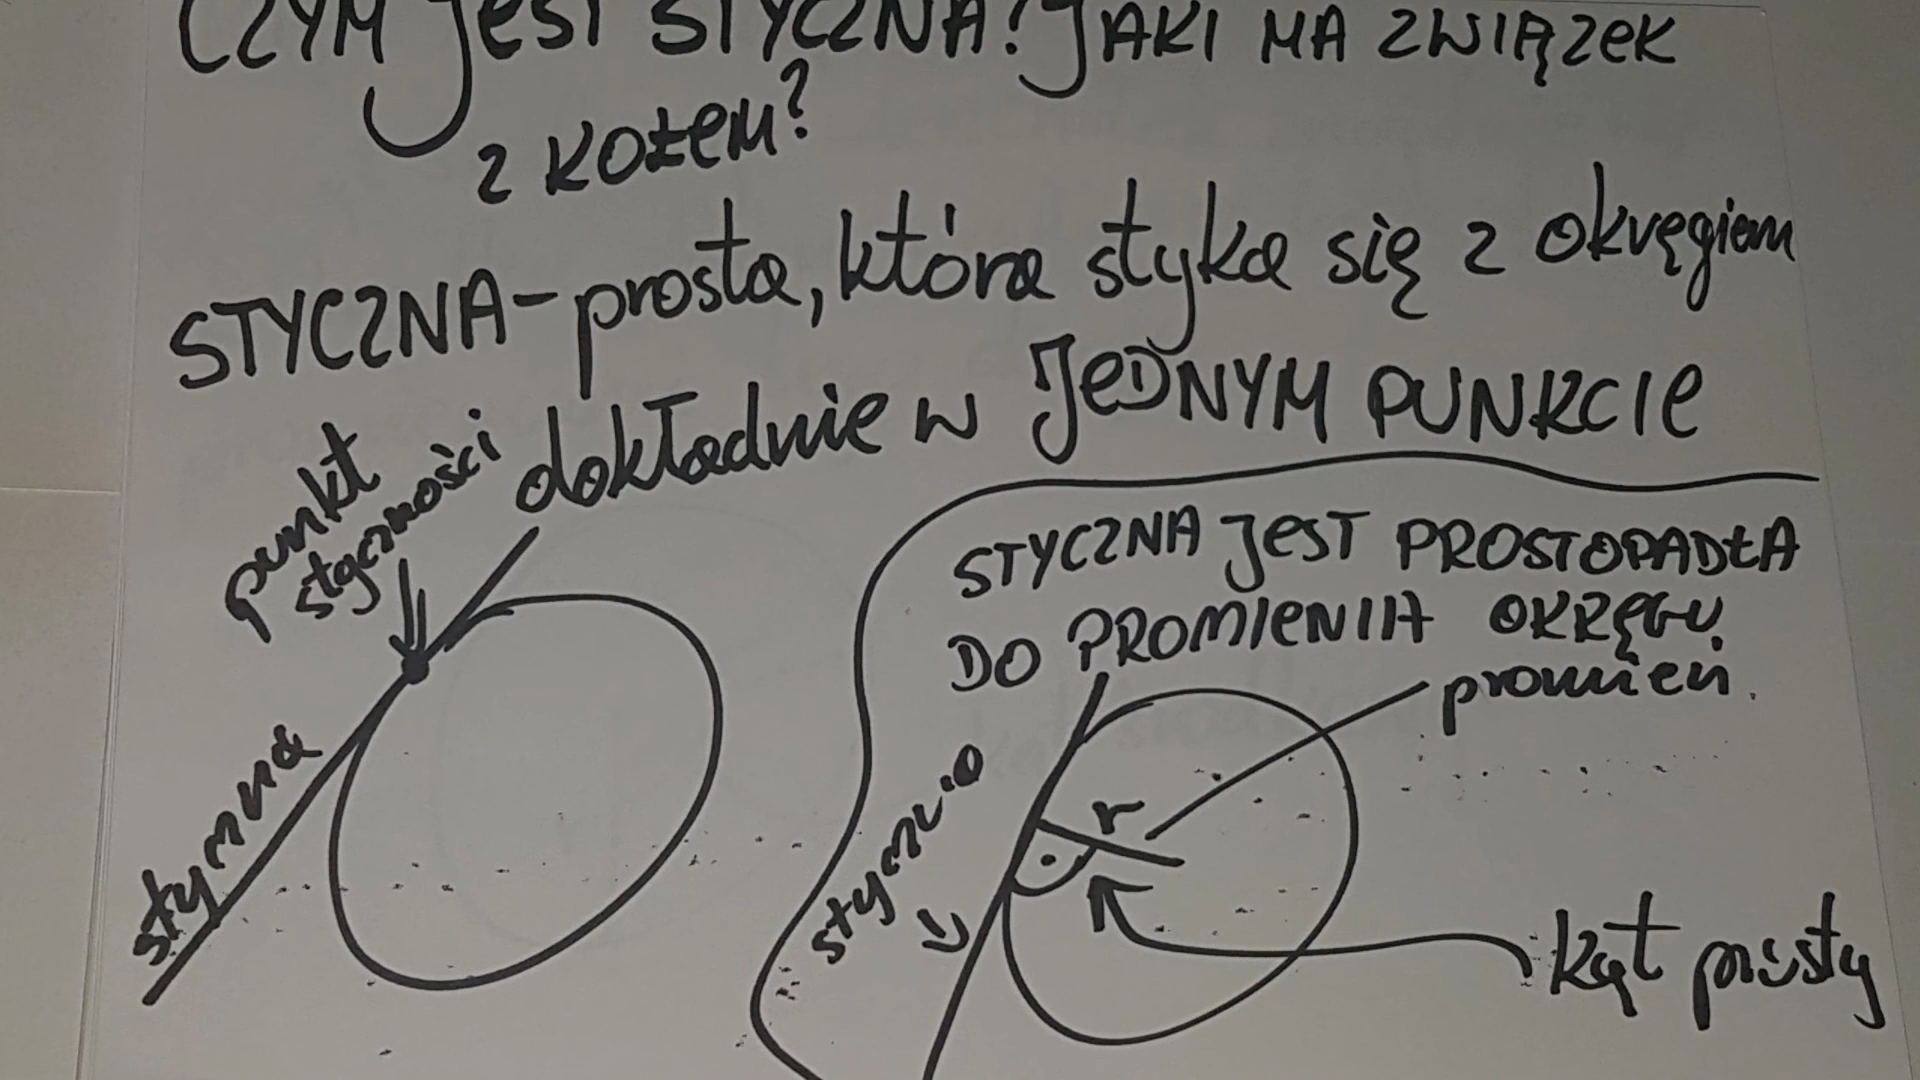 CZYM JEST STYCZNA? JAKI MA ZWIĄZEK
Z KOŁEM?
STYCZNA - prosta, która styka się z okręgiem
dokładnie w JEDNYM PUNKCIE
punkt
styczności
styczna
STYCZNA JEST PROSTOPADŁA
DO PROMIENIA OKRĘGU.
promień.
styczna
r
kąt prosty